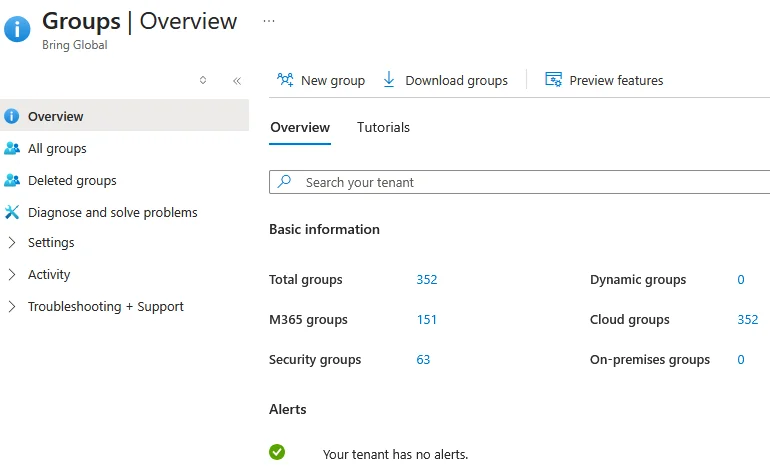 Groups | Overview ...
Bring Global
New group Download groups Preview features
Overview
All groups
Deleted groups
Diagnose and solve problems
Settings
Activity
Troubleshooting + Support
Overview Tutorials
Search your tenant
Basic information
Total groups 352 Dynamic groups 0
M365 groups 151 Cloud groups 352
Security groups 63 On-premises groups 0
Alerts
Your tenant has no alerts.